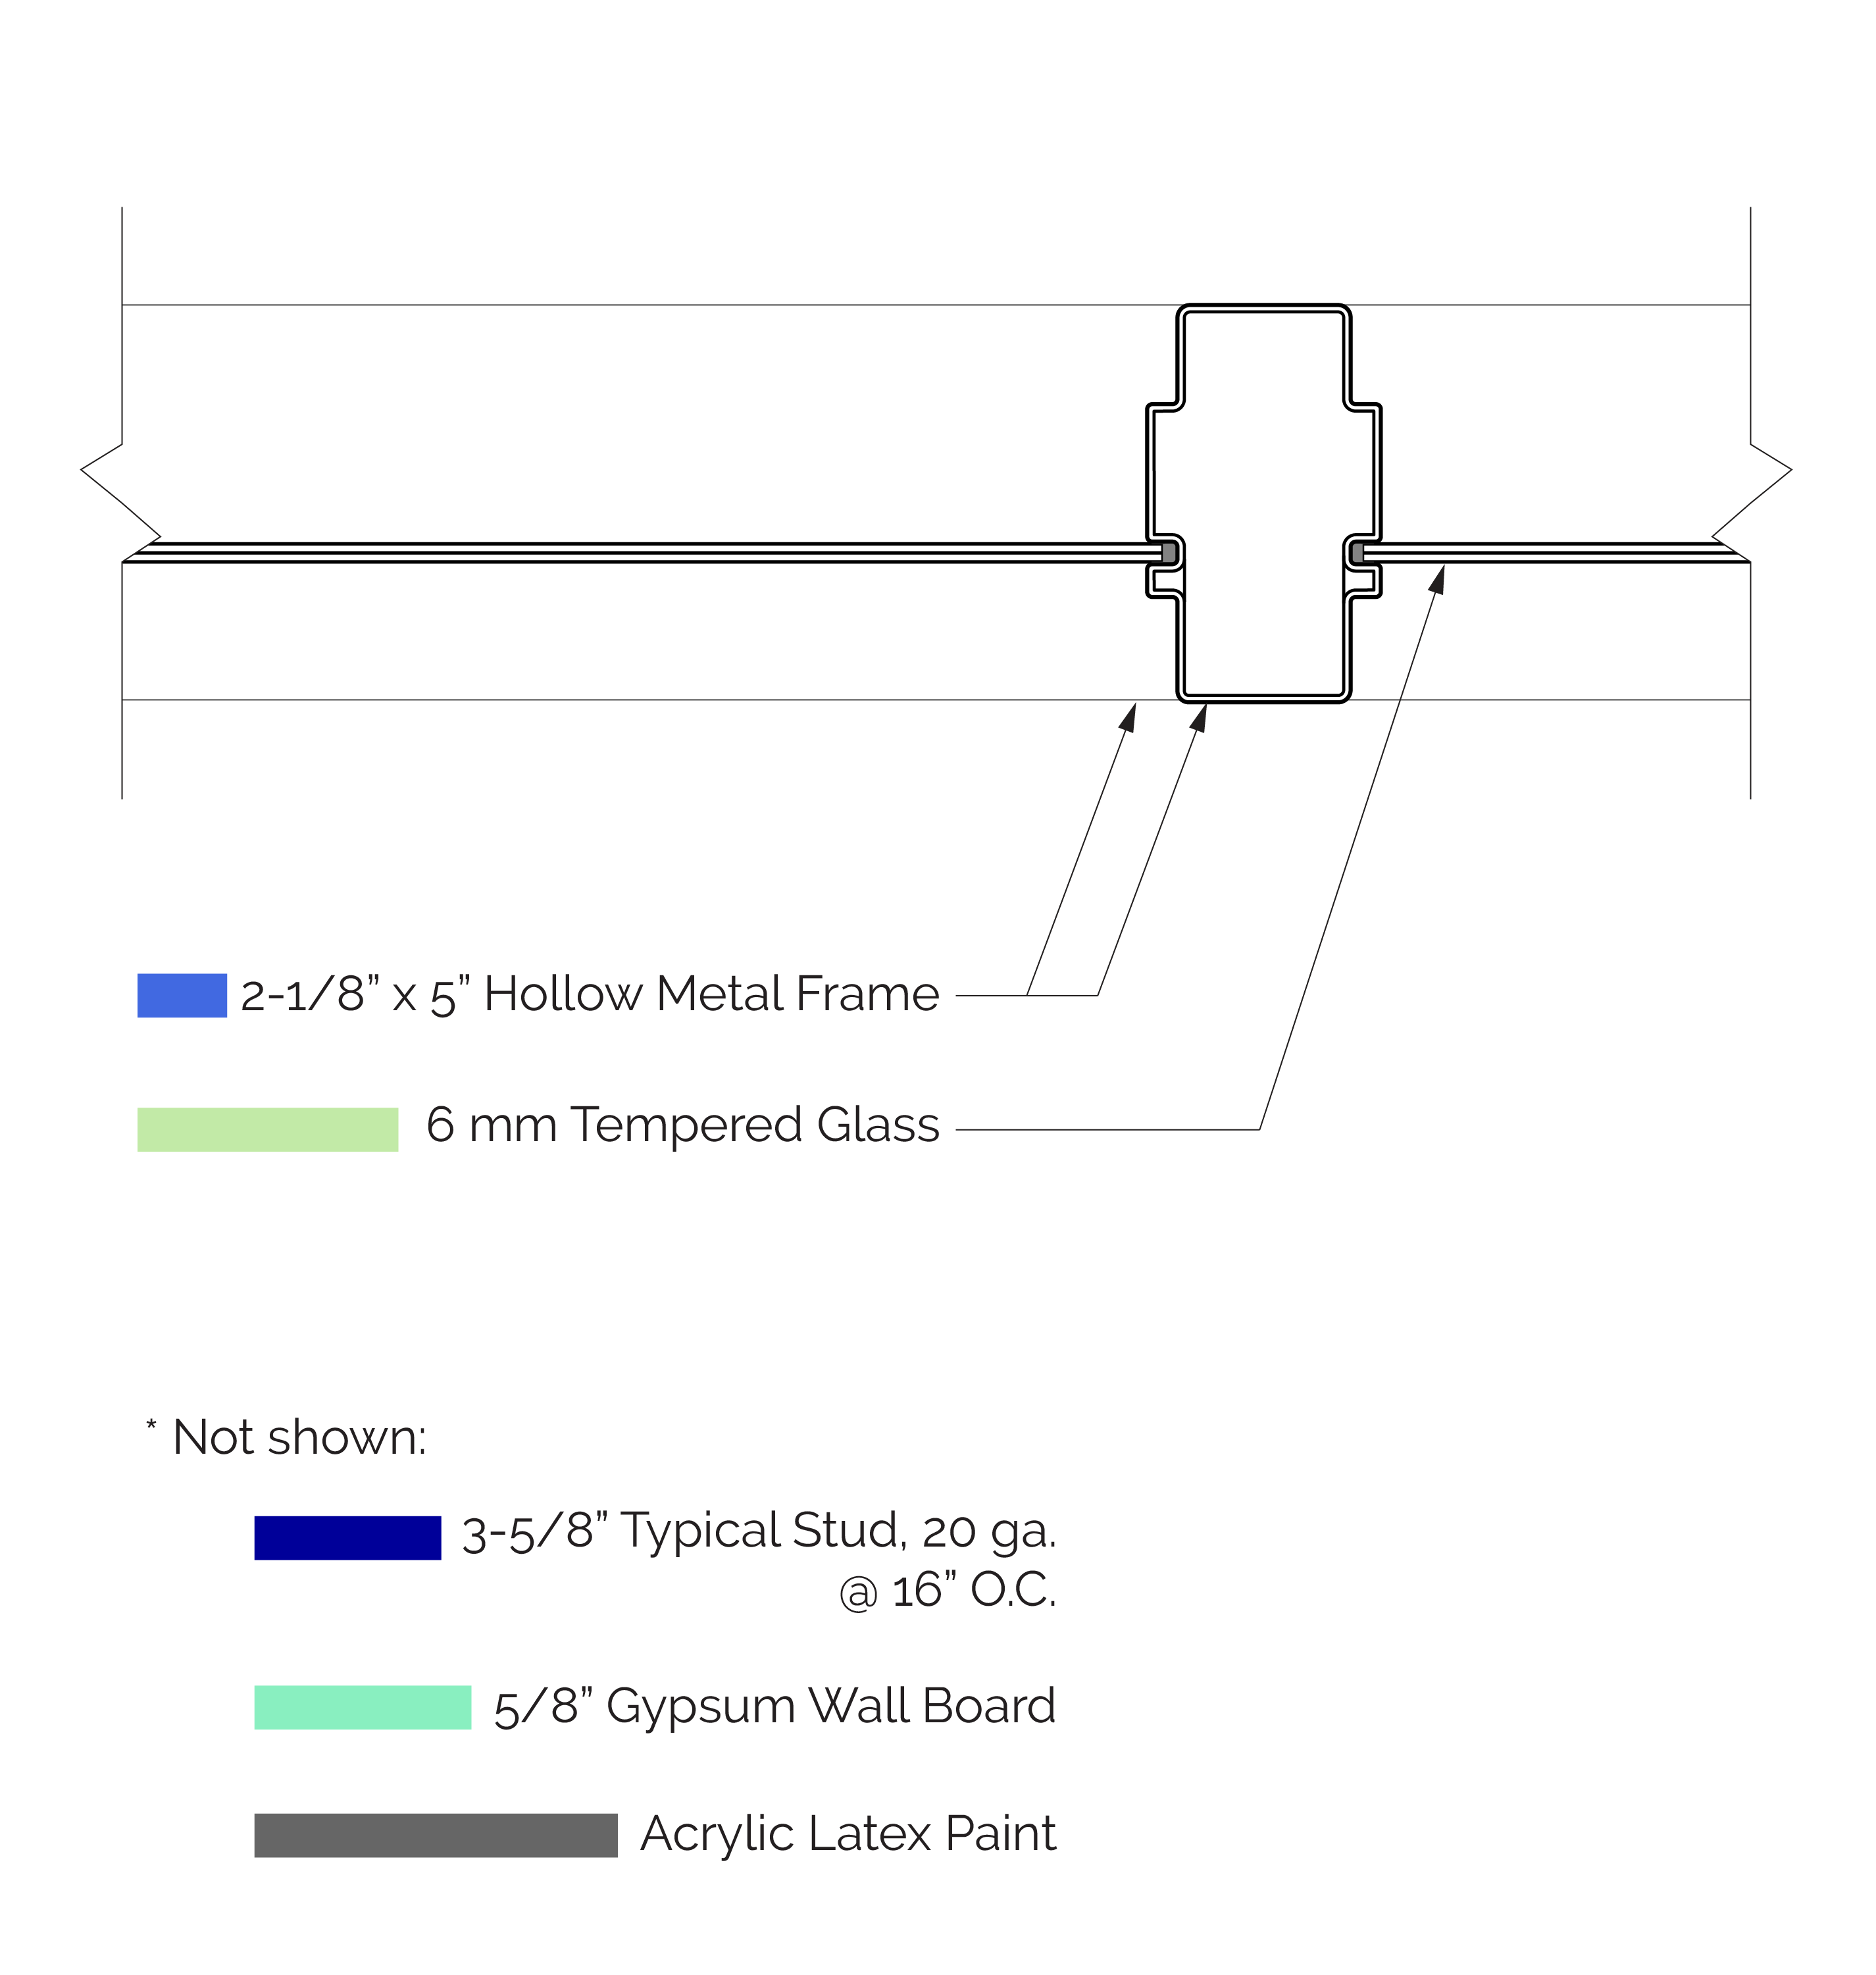 2-1/8” x 5” Hollow Metal Frame
6 mm Tempered Glass
* Not shown:
3-5/8” Typical Stud, 20 ga.
@ 16” O.C.
5/8” Gypsum Wall Board
Acrylic Latex Paint